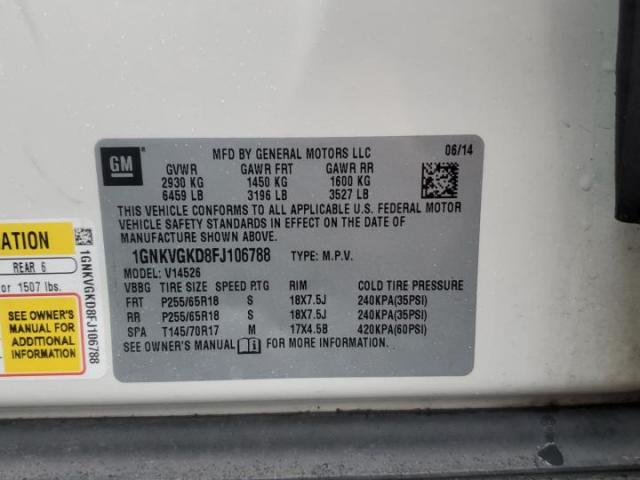 GM
MFD BY GENERAL MOTORS LLC 06/14
GVWR GAWR FRT GAWR RR
2930 KG 1450 KG 1600 KG
6459 LB 3196 LB 3527 LB
THIS VEHICLE CONFORMS TO ALL APPLICABLE U.S. FEDERAL MOTOR
VEHICLE SAFETY STANDARDS IN EFFECT ON THE DATE OF
MANUFACTURE SHOWN ABOVE.
1GNKVGKD8FJ106788 TYPE: M.P.V.
MODEL: V14526
VBBG TIRE SIZE SPEED RTG RIM COLD TIRE PRESSURE
FRT P255/65R18 S 18X7.5J 240KPA(35PSI)
RR P255/65R18 S 18X7.5J 240KPA(35PSI)
SPA T145/70R17 M 17X4.5B 420KPA(60PSI)
SEE OWNER'S MANUAL FOR MORE INFORMATION.
ATION
REAR 6
or 1507 lbs.
SEE OWNER'S
MANUAL FOR
ADDITIONAL
INFORMATION
1GNKVGKD8FJ106788